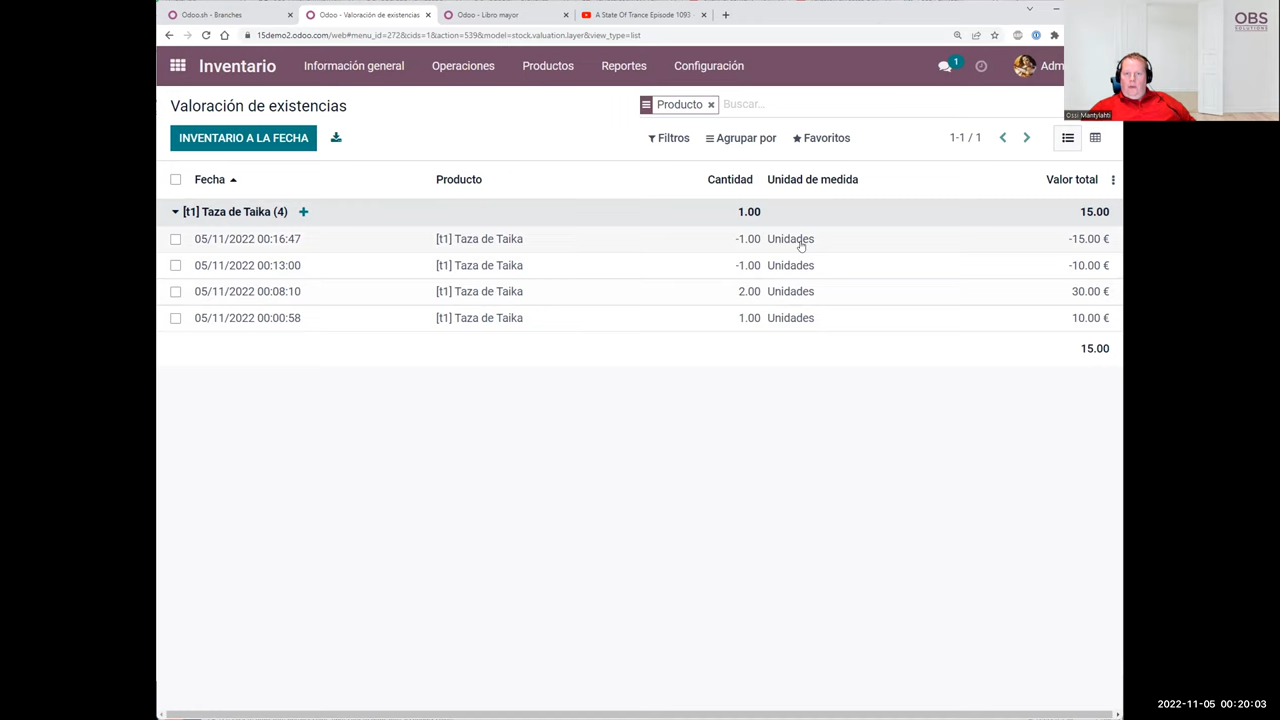 Odoo.sh - Branches
Odoo - Valoración de existencias
Odoo - Libro mayor
A State Of Trance Episode 1093
15demo2.odoo.com/web#menu_id=272&cids=1&action=539&model=stock.valuation.layer&view_type=list
OBS
SOLUTIONS
Inventario
Información general
Operaciones
Productos
Reportes
Configuración
1
Adm
Ossi Mantylahti
Valoración de existencias
Producto
Buscar...
INVENTARIO A LA FECHA
Filtros
Agrupar por
Favoritos
1-1 / 1
Fecha Producto Cantidad Unidad de medida Valor total
[t1] Taza de Taika (4) 1.00 15.00
05/11/2022 00:16:47 [t1] Taza de Taika -1.00 Unidades -15.00 €
05/11/2022 00:13:00 [t1] Taza de Taika -1.00 Unidades -10.00 €
05/11/2022 00:08:10 [t1] Taza de Taika 2.00 Unidades 30.00 €
05/11/2022 00:00:58 [t1] Taza de Taika 1.00 Unidades 10.00 €
15.00
2022-11-05 00:20:03